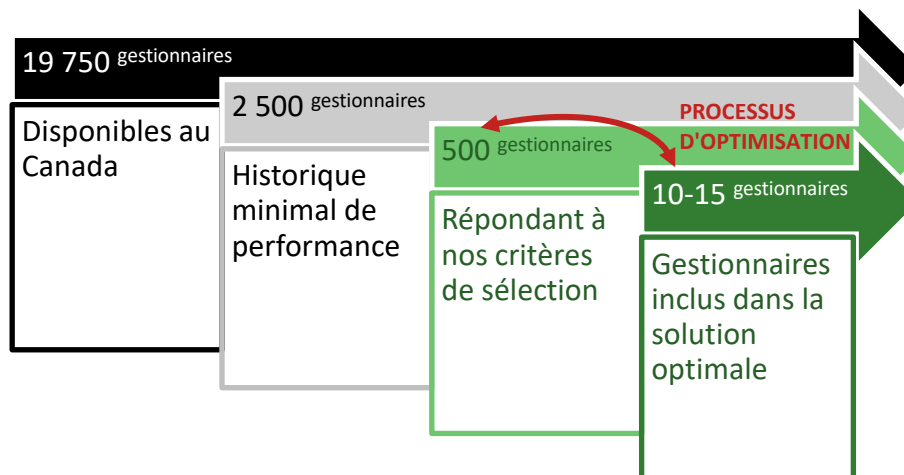 19 750 gestionnaires
Disponibles au
Canada
2 500 gestionnaires
Historique
minimal de
performance
500 gestionnaires
Répondant à
nos critères
de sélection
PROCESSUS
D'OPTIMISATION
10-15 gestionnaires
Gestionnaires
inclus dans la
solution
optimale